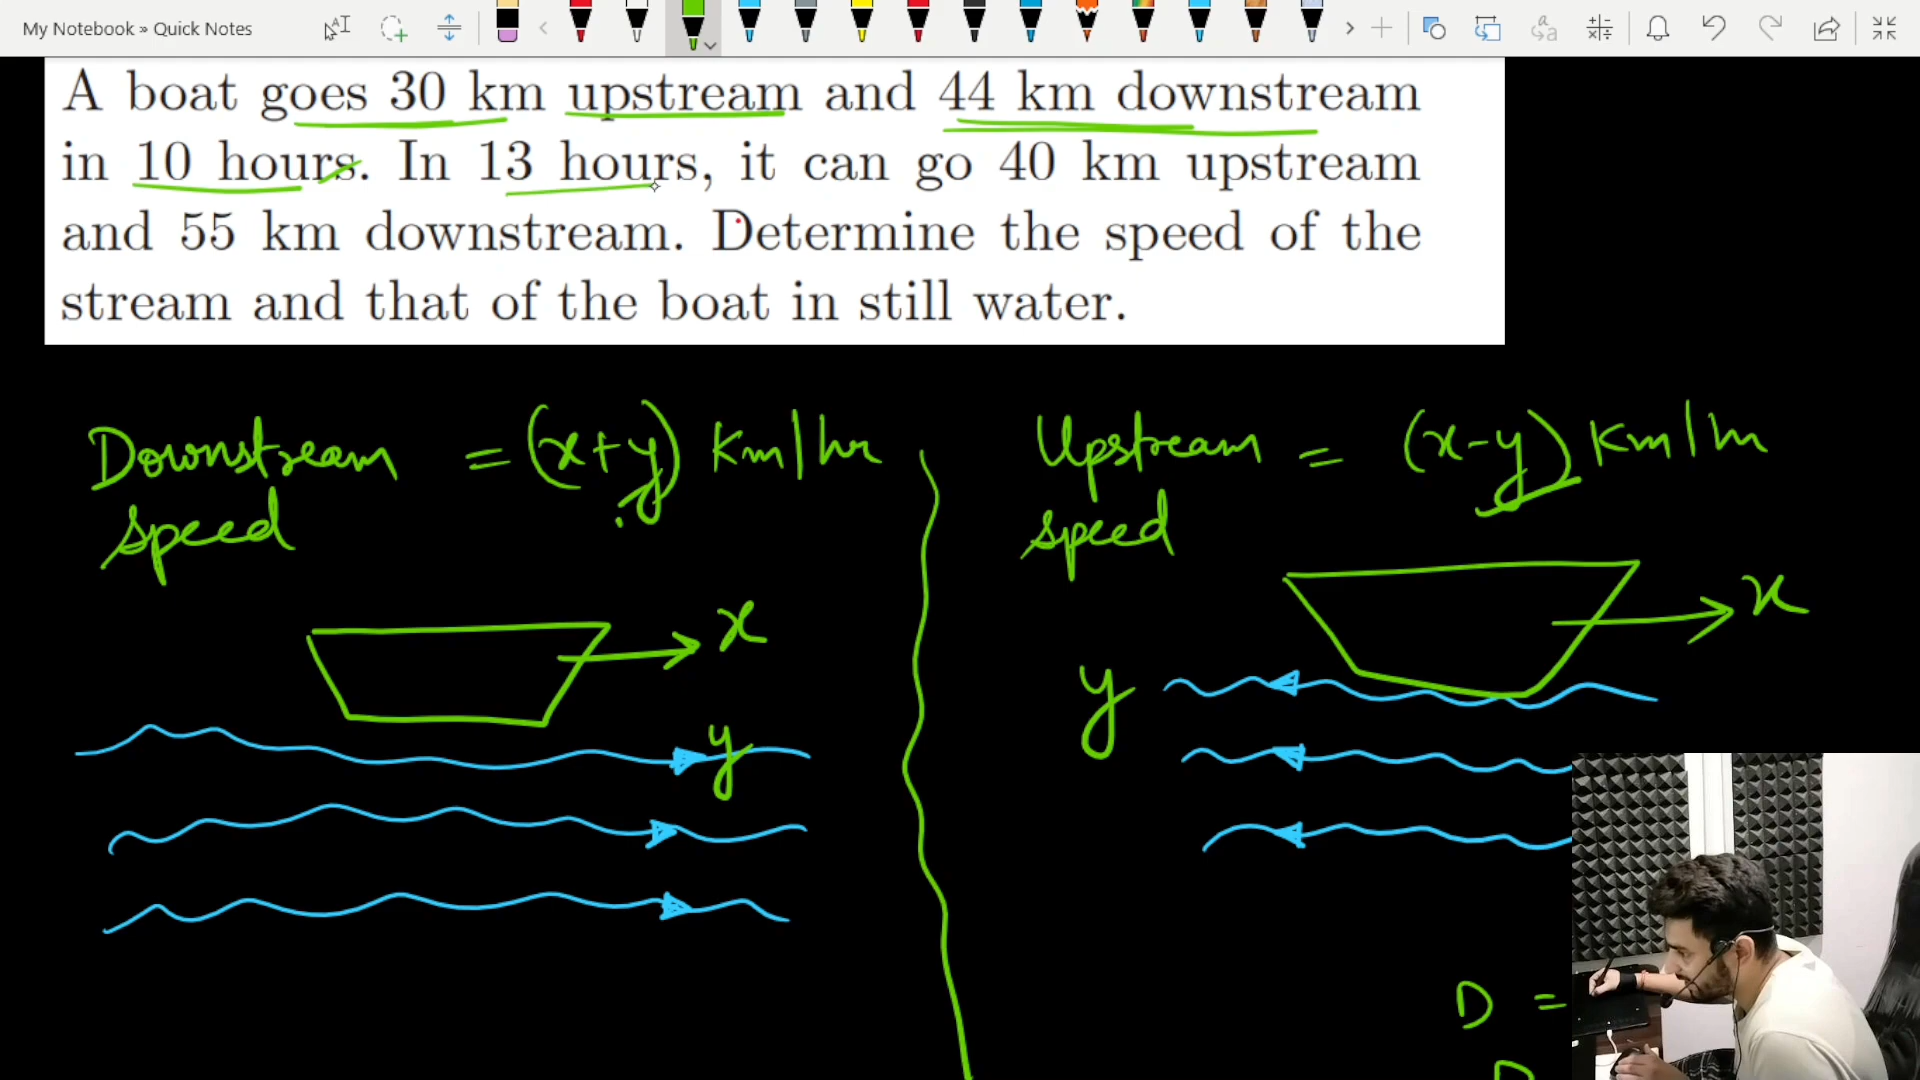 My Notebook » Quick Notes
A boat goes 30 km upstream and 44 km downstream
in 10 hours. In 13 hours, it can go 40 km upstream
and 55 km downstream. Determine the speed of the
stream and that of the boat in still water.
Downstream speed = (x+y) Km/hr
Upstream speed = (x-y) Km/h
x
x
y
y
D =
D